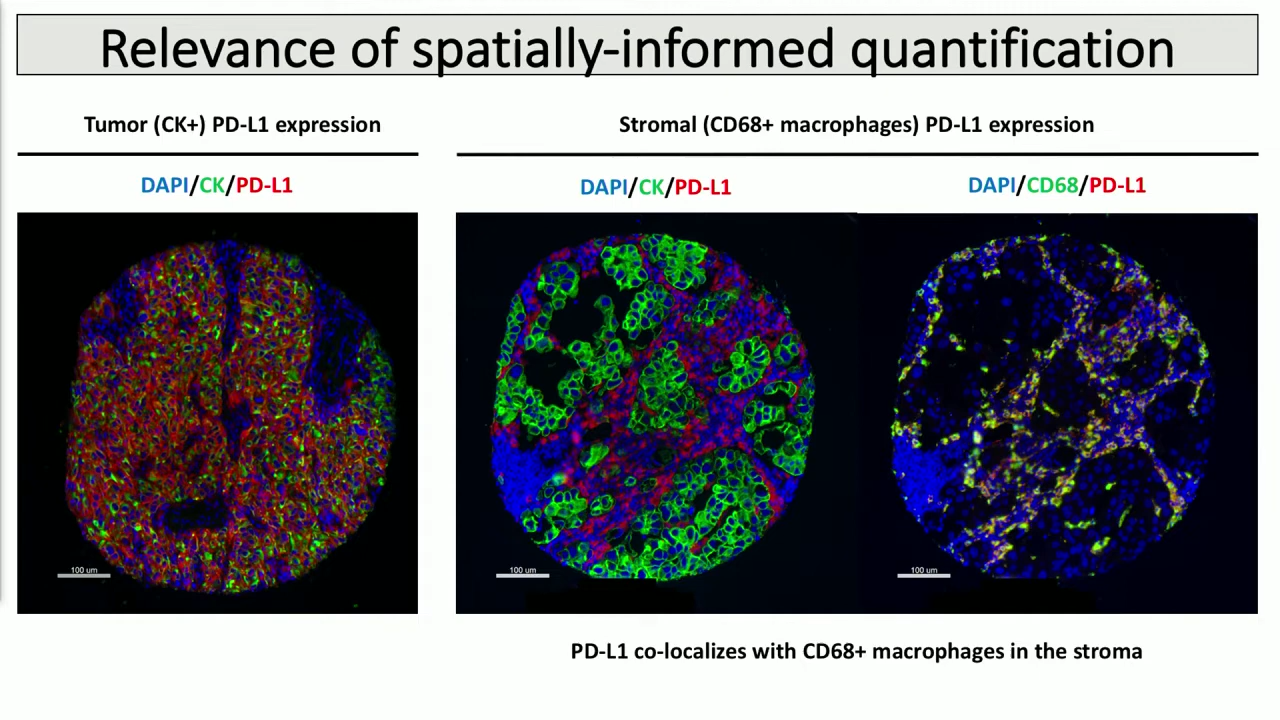 Relevance of spatially-informed quantification
Tumor (CK+) PD-L1 expression
Stromal (CD68+ macrophages) PD-L1 expression
DAPI/CK/PD-L1
DAPI/CK/PD-L1
DAPI/CD68/PD-L1
100 um
100 um
100 um
PD-L1 co-localizes with CD68+ macrophages in the stroma